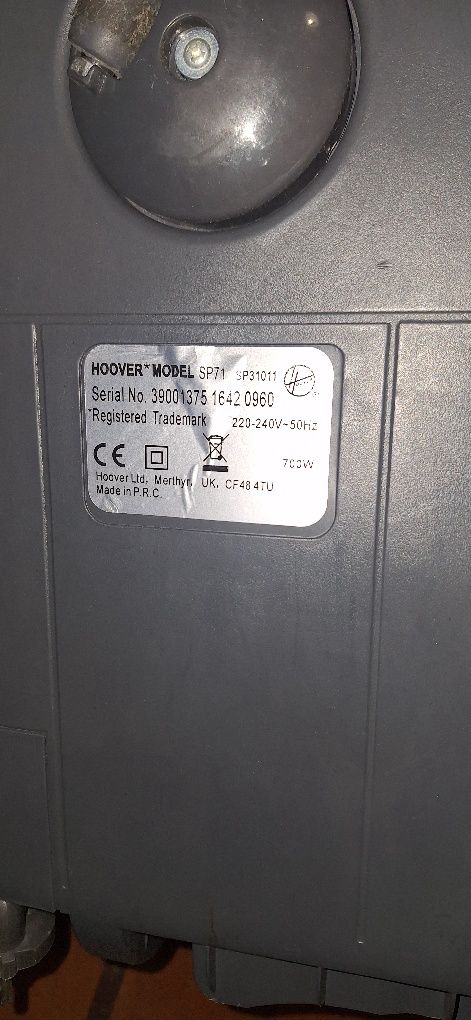 HOOVER* MODEL SP71 SP31011
Serial No. 39001375 1642 0960
*Registered Trademark 220-240V~50Hz
CE 700W
Hoover Ltd, Merthyr, UK, CF48 4TU
Made in P.R.C.